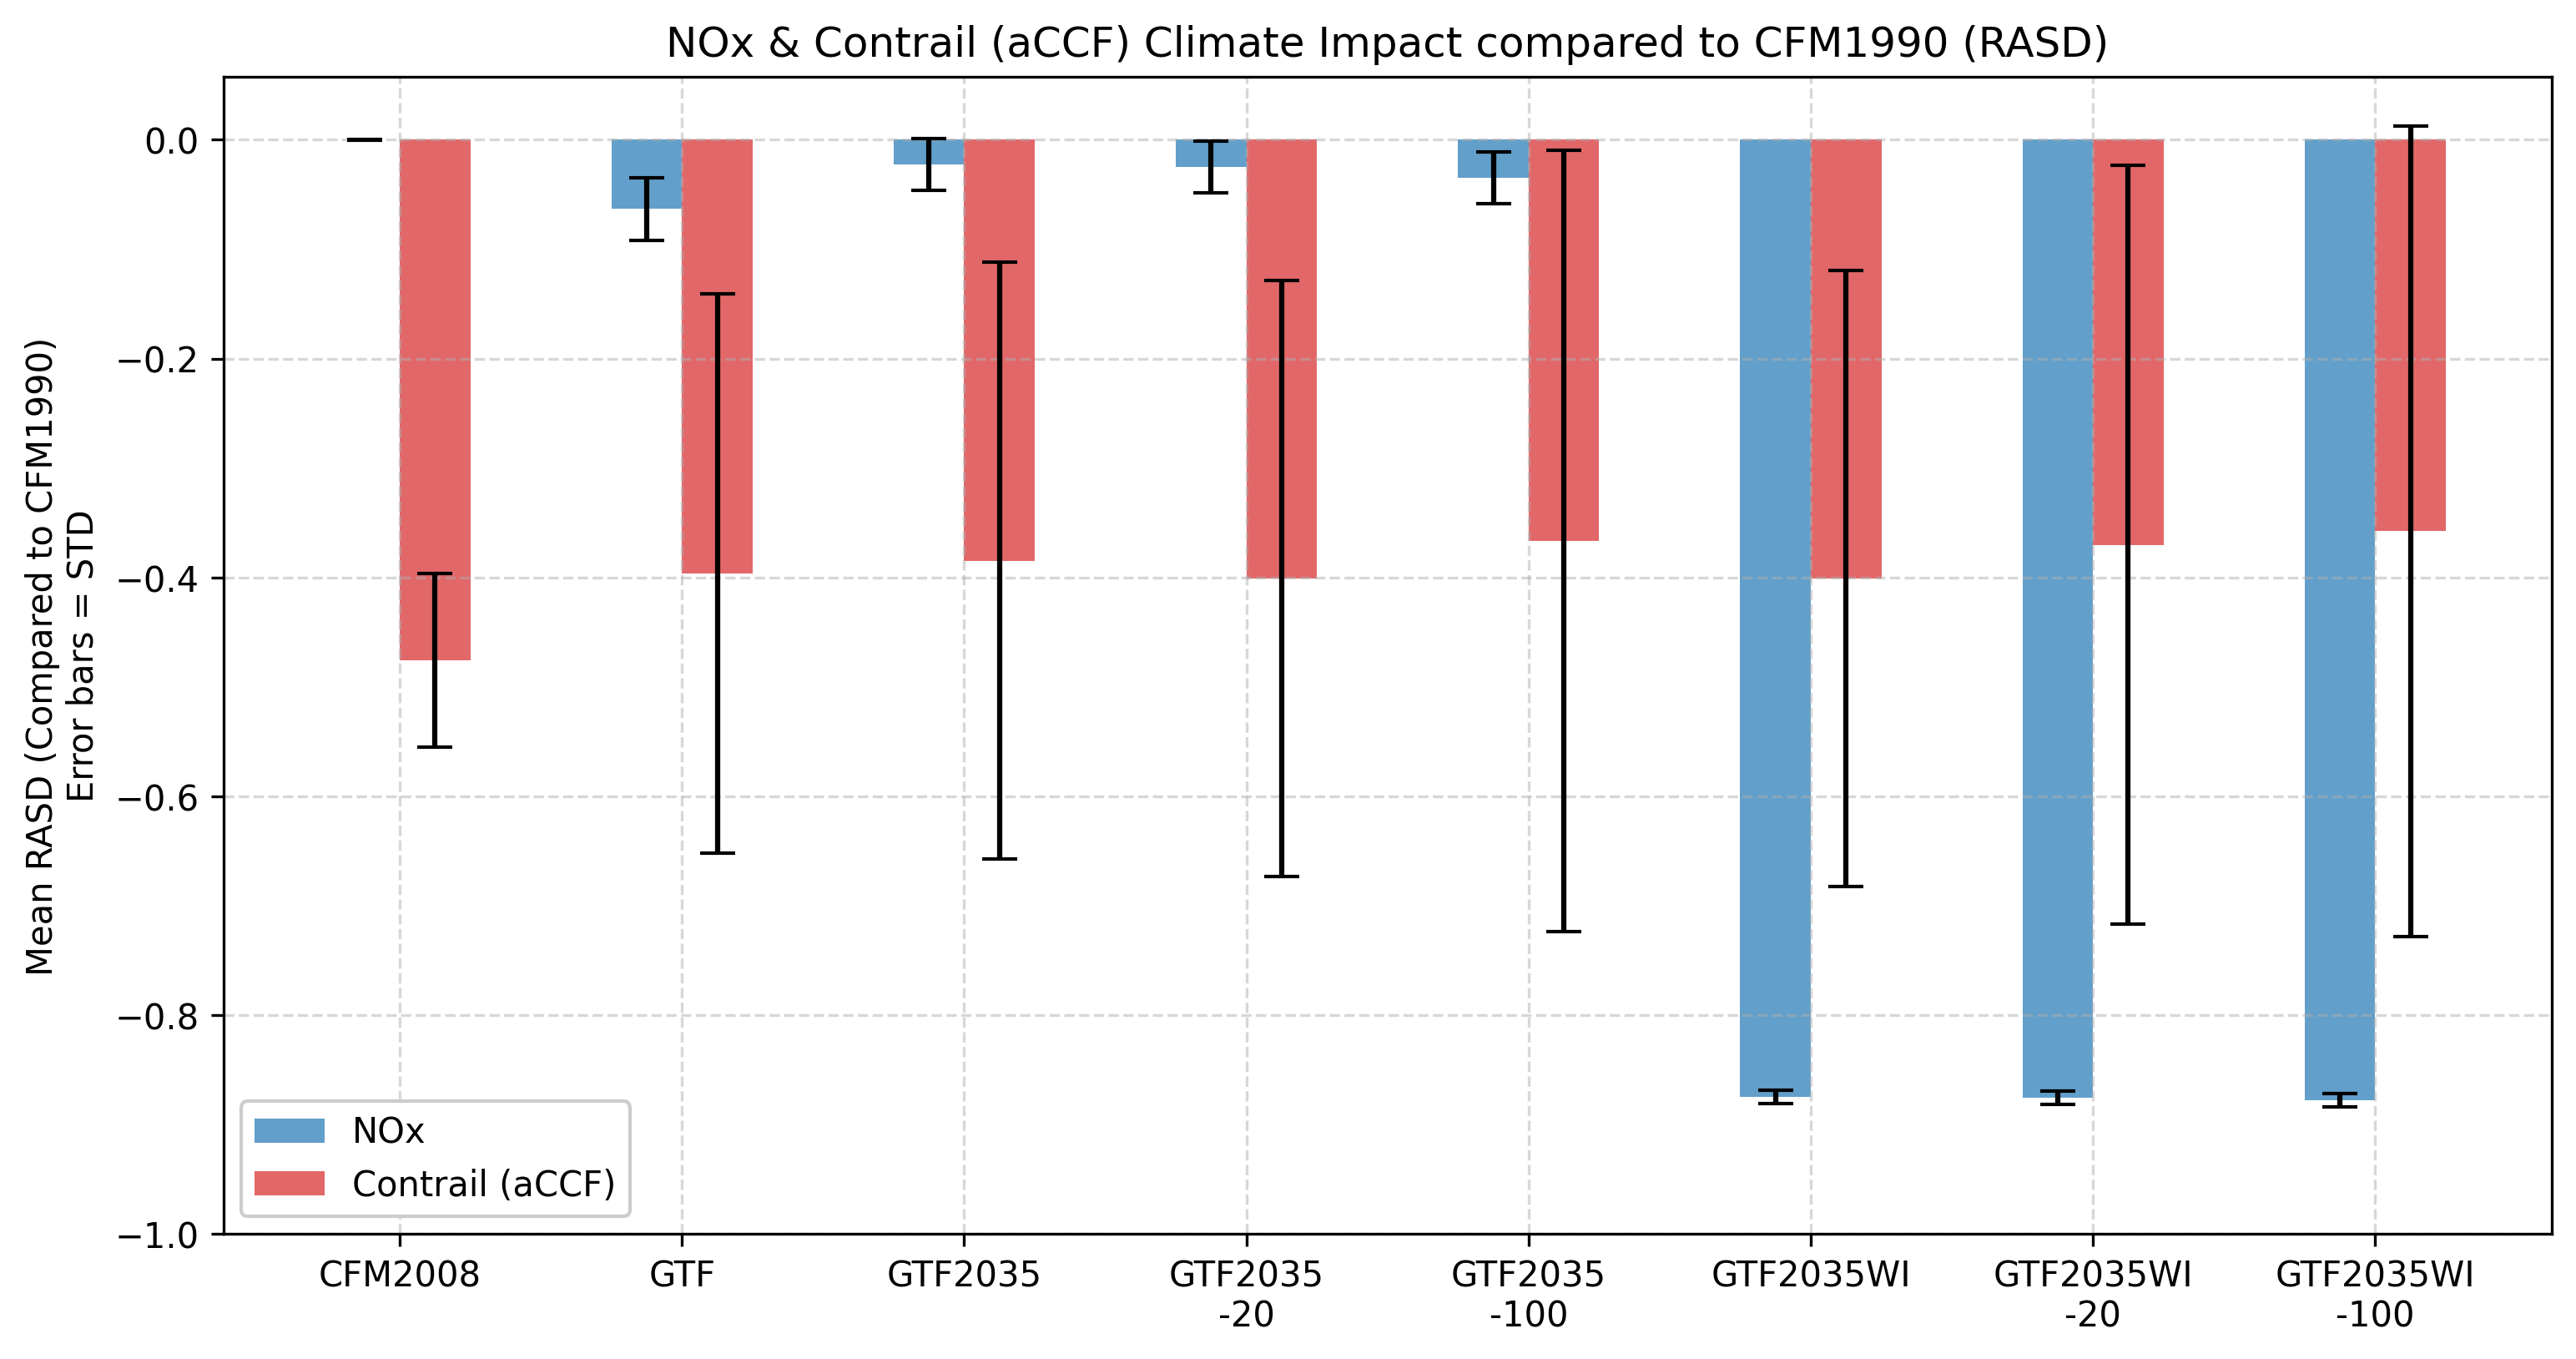 NOx & Contrail (aCCF) Climate Impact compared to CFM1990 (RASD)
Mean RASD (Compared to CFM1990)
Error bars = STD
0.0
−0.2
−0.4
−0.6
−0.8
−1.0
NOx
Contrail (aCCF)
CFM2008
GTF
GTF2035
GTF2035
-20
GTF2035
-100
GTF2035WI
GTF2035WI
-20
GTF2035WI
-100